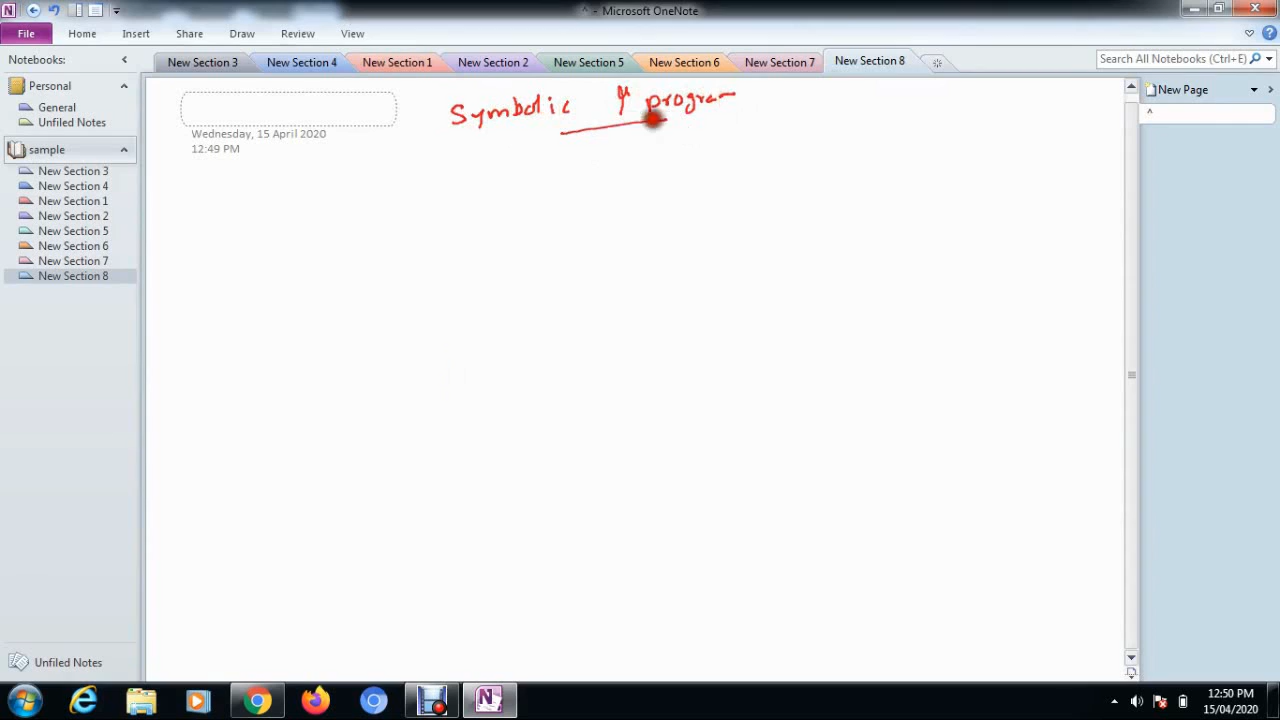 ^ - Microsoft OneNote
File Home Insert Share Draw Review View
Notebooks: New Section 3 New Section 4 New Section 1 New Section 2 New Section 5 New Section 6 New Section 7 New Section 8 Search All Notebooks (Ctrl+E)
Personal
General
Unfiled Notes
sample
New Section 3
New Section 4
New Section 1
New Section 2
New Section 5
New Section 6
New Section 7
New Section 8
Unfiled Notes
Symbolic μ program
Wednesday, 15 April 2020
12:49 PM
New Page
^
12:50 PM
15/04/2020